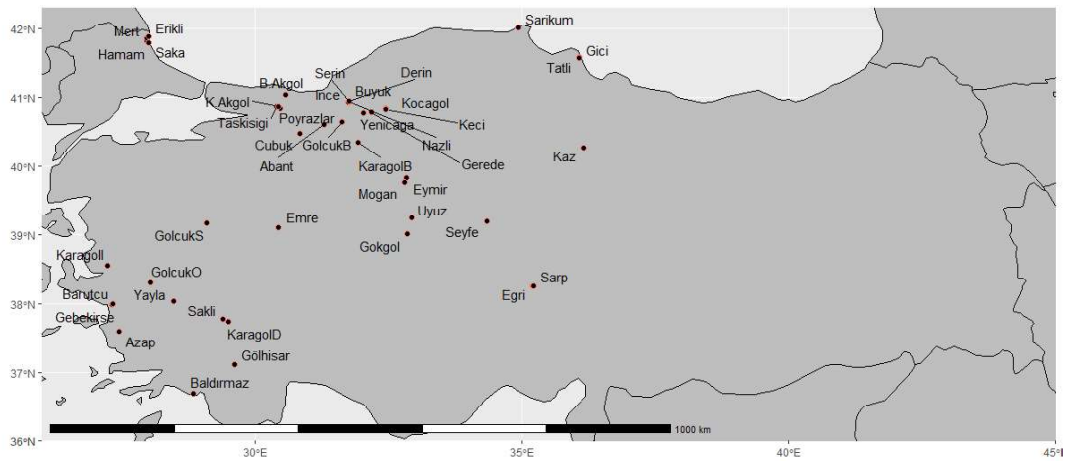 42°N
41°N
40°N
39°N
38°N
37°N
36°N
Mert
Erikli
Hamam
Saka
Sarikum
Gici
Tatli
Serin
Derin
B.Akgol
Ince
Buyuk
K.Akgol
Kocagol
Taskisigi
Poyrazlar
Yenicaga
Keci
Cubuk
GolcukB
Nazli
Abant
KaragolB
Gerede
Kaz
Mogan
Eymir
Uyuz
Emre
GolcukS
Gokgol
Seyfe
KaragolI
GolcukO
Sarp
Barutcu
Yayla
Egri
Gebekirse
Sakli
Azap
KaragolD
Gölhisar
Baldırmaz
1000 km
30°E
35°E
40°E
45°E